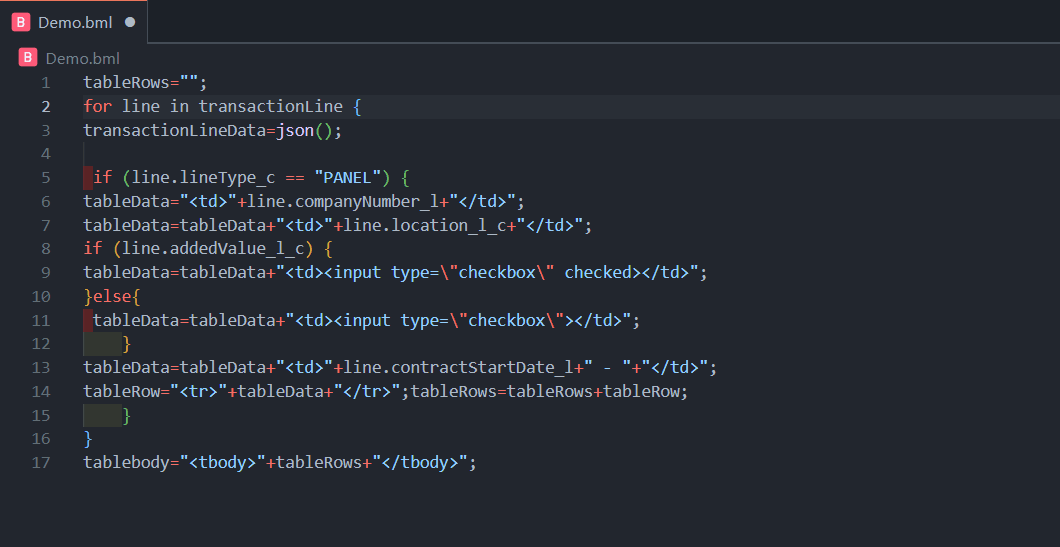 B Demo.bml
B Demo.bml
1 tableRows="";
2 for line in transactionLine {
3 transactionLineData=json();
4
5 if (line.lineType_c == "PANEL") {
6 tableData="<td>"+line.companyNumber_l+"</td>";
7 tableData=tableData+"<td>"+line.location_l_c+"</td>";
8 if (line.addedValue_l_c) {
9 tableData=tableData+"<td><input type=\"checkbox\" checked></td>";
10 }else{
11 tableData=tableData+"<td><input type=\"checkbox\"></td>";
12 }
13 tableData=tableData+"<td>"+line.contractStartDate_l+" - "+"</td>";
14 tableRow="<tr>"+tableData+"</tr>";tableRows=tableRows+tableRow;
15 }
16 }
17 tablebody="<tbody>"+tableRows+"</tbody>";